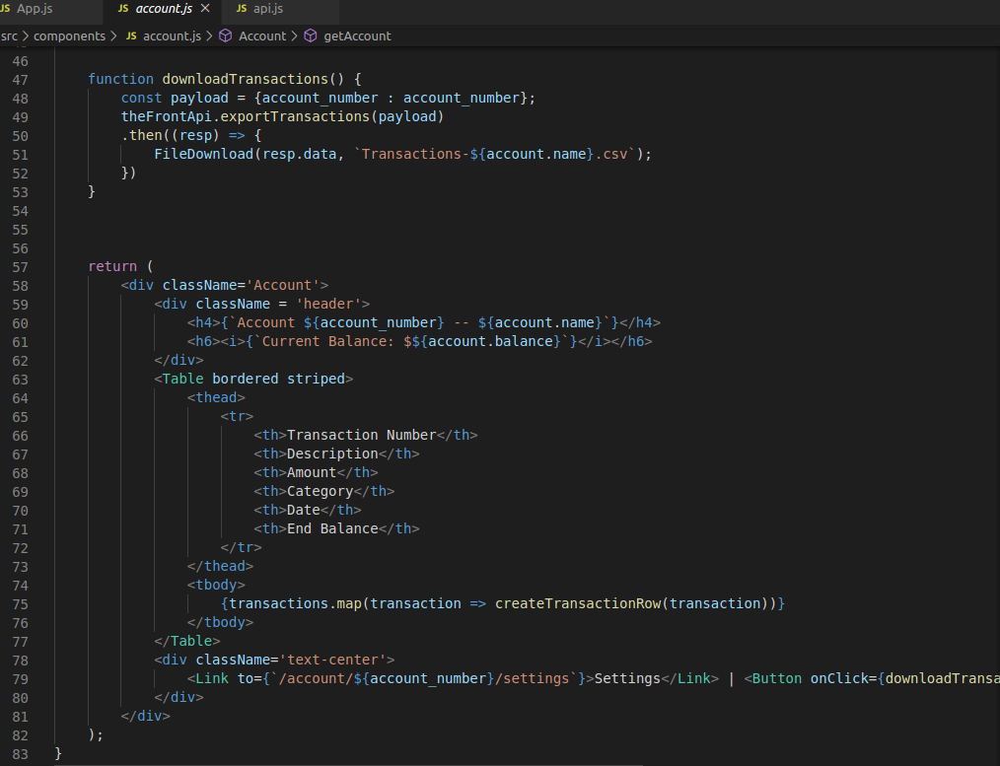 JS App.js JS account.js × JS api.js
src > components > JS account.js > Account > getAccount
46
47 function downloadTransactions() {
48 const payload = {account_number : account_number};
49 theFrontApi.exportTransactions(payload)
50 .then((resp) => {
51 FileDownload(resp.data, `Transactions-${account.name}.csv`);
52 })
53 }
54
55
56
57 return (
58 <div className='Account'>
59 <div className = 'header'>
60 <h4>{`Account ${account_number} -- ${account.name}`}</h4>
61 <h6><i>{`Current Balance: $${account.balance}`}</i></h6>
62 </div>
63 <Table bordered striped>
64 <thead>
65 <tr>
66 <th>Transaction Number</th>
67 <th>Description</th>
68 <th>Amount</th>
69 <th>Category</th>
70 <th>Date</th>
71 <th>End Balance</th>
72 </tr>
73 </thead>
74 <tbody>
75 {transactions.map(transaction => createTransactionRow(transaction))}
76 </tbody>
77 </Table>
78 <div className='text-center'>
79 <Link to={`/account/${account_number}/settings`}>Settings</Link> | <Button onClick={downloadTransa
80 </div>
81 </div>
82 );
83 }